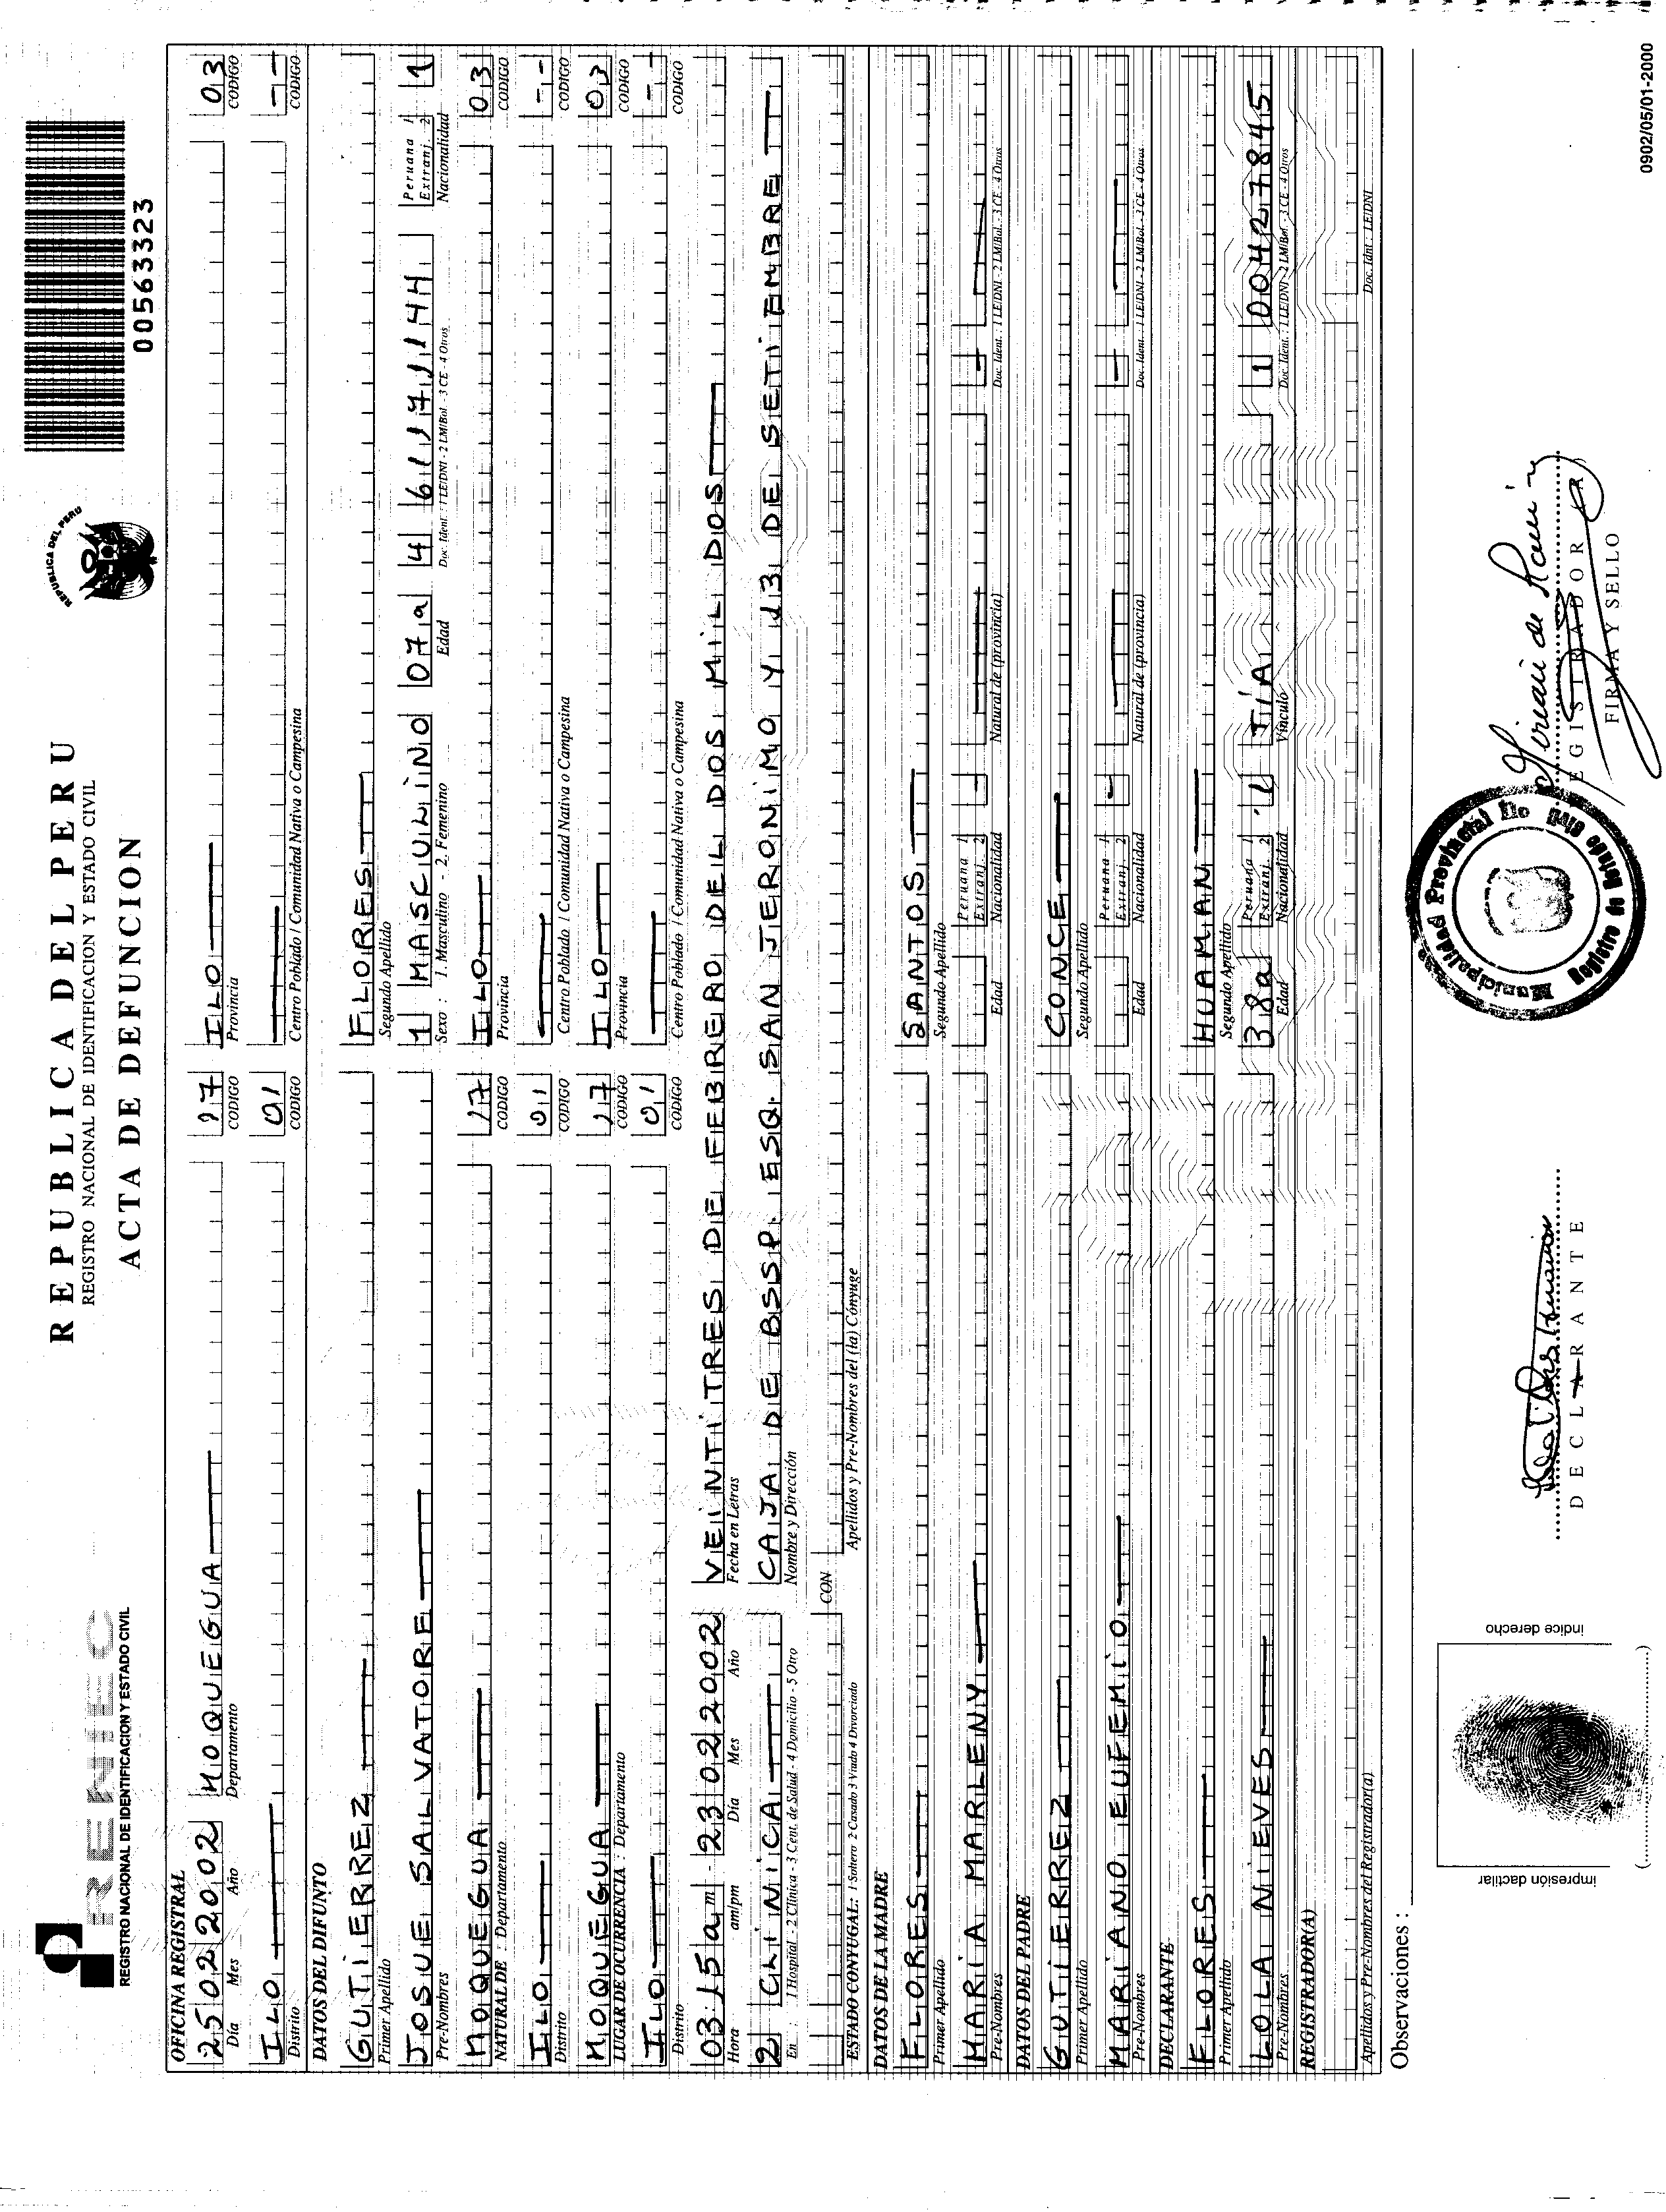 RENIEC
REGISTRO NACIONAL DE IDENTIFICACION Y ESTADO CIVIL
REPUBLICA DEL PERU
REGISTRO NACIONAL DE IDENTIFICACION Y ESTADO CIVIL
ACTA DE DEFUNCION
REPUBLICA DEL PERU
00563323
OFICINA REGISTRAL
25 02 2002 MOQUEGUA 17 ILO 03
Día Mes Año Departamento CODIGO Provincia CODIGO
ILO 01 --
Distrito CODIGO Centro Poblado / Comunidad Nativa o Campesina CODIGO
DATOS DEL DIFUNTO
GUTIERREZ FLORES
Primer Apellido Segundo Apellido
JOSUE SALVATORE 1 MASCULINO 07a 4 61171144 Peruana 1 Extranj. 2 1
Pre-Nombres Sexo : 1. Masculino - 2. Femenino Edad Doc. Ident. : 1 LE/DNI - 2 LM/Bol. - 3 CE - 4 Otros Nacionalidad
MOQUEGUA 17 ILO 03
NATURAL DE : Departamento CODIGO Provincia CODIGO
ILO 01 --
Distrito CODIGO Centro Poblado / Comunidad Nativa o Campesina CODIGO
MOQUEGUA 17 ILO 03
LUGAR DE OCURRENCIA : Departamento CODIGO Provincia CODIGO
ILO 01 --
Distrito CODIGO Centro Poblado / Comunidad Nativa o Campesina CODIGO
03 15 am - 23 02 2002 VEINTITRES DE FEBRERO DEL DOS MIL DOS
Hora am/pm Día Mes Año Fecha en Letras
2 CLINICA CAJA DE BSSP. ESQ. SAN JERONIMO Y 13 DE SETIEMBRE
En : 1 Hospital - 2 Clínica - 3 Cent. de Salud - 4 Domicilio - 5 Otro Nombre y Dirección
CON
ESTADO CONYUGAL: 1 Soltero 2 Casado 3 Viudo 4 Divorciado Apellidos y Pre-Nombres del (la) Cónyuge
DATOS DE LA MADRE
FLORES SANTOS
Primer Apellido Segundo Apellido
MARIA MARLENY Peruana 1 Extranj. 2 - -
Pre-Nombres Edad Nacionalidad Natural de (provincia) Doc. Ident. : 1 LE/DNI - 2 LM/Bol. - 3 CE - 4 Otros
DATOS DEL PADRE
GUTIERREZ CONCE
Primer Apellido Segundo Apellido
MARIANO EUFEMIO Peruana 1 Extranj. 2 - -
Pre-Nombres Edad Nacionalidad Natural de (provincia) Doc. Ident. : 1 LE/DNI - 2 LM/Bol. - 3 CE - 4 Otros
DECLARANTE
FLORES HUAMAN
Primer Apellido Segundo Apellido
LOLA NIEVES 38a Peruana 1 Extranj. 2 1 TIA 1 00427845
Pre-Nombres Edad Nacionalidad Vínculo Doc. Ident. : 1 LE/DNI - 2 LM/Bol. - 3 CE - 4 Otros
REGISTRADOR(A)
Apellidos y Pre-Nombres del Registrador(a) Doc. Idnt : LE/DNI
Observaciones :
impresión dactilar
índice derecho
DECLARANTE
Municipalidad Provincial Ilo
Registro de Estado Civil
REGISTRADOR (A)
FIRMA Y SELLO
0902/05/01-2000